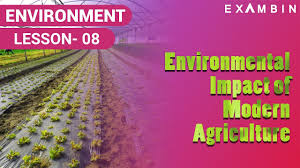 ENVIRONMENT
LESSON- 08
EXAMBIN
Environmental
Impact of
Modern
Agriculture